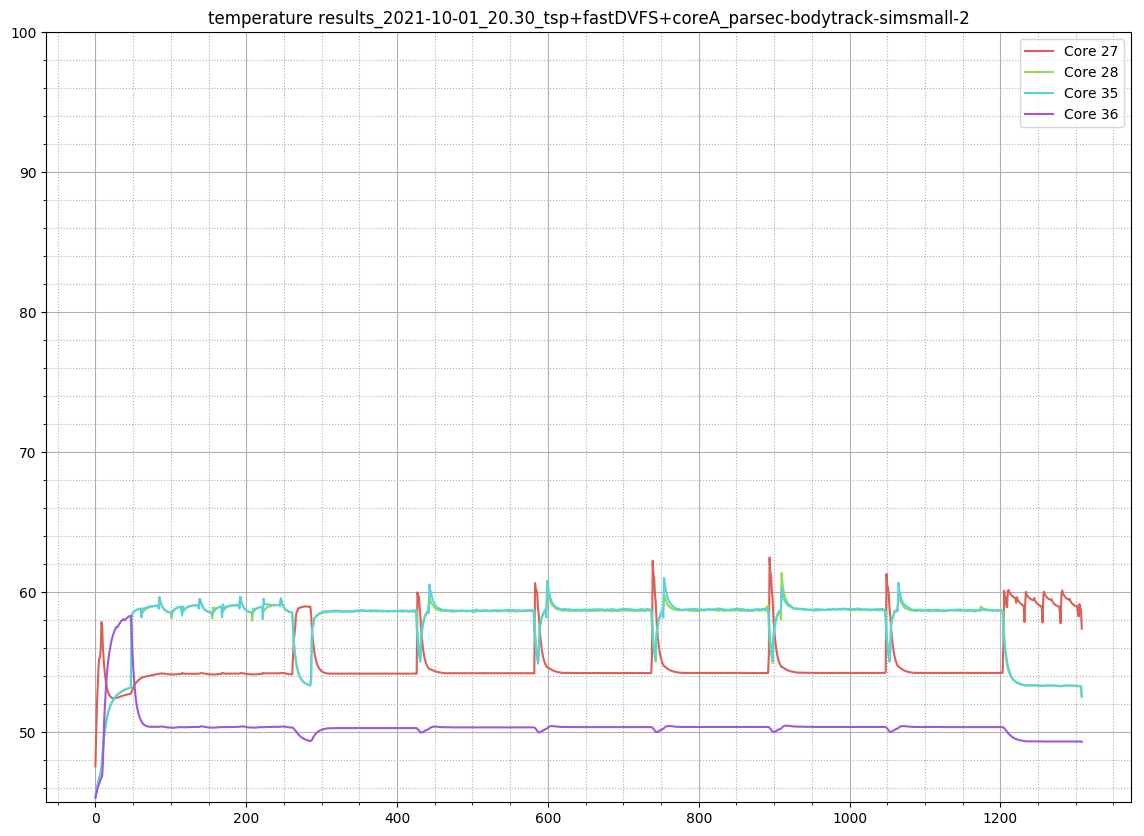 temperature results_2021-10-01_20.30_tsp+fastDVFS+coreA_parsec-bodytrack-simsmall-2
100
90
80
70
60
50
0
200
400
600
800
1000
1200
Core 27
Core 28
Core 35
Core 36